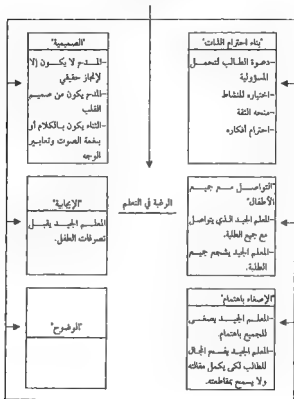 "بناء احترام الذات"
-دعوة الطالب لتحمل
المسؤولية
-اختياره للنشاط
-منحه الثقة
-احترام أفكاره
"التواصل مع جميع
الأطفال"
-المعلم الجيد الذي يتواصل
مع جميع الطلبة.
-المعلم الجيد يشجع جميع
الطلبة.
"الإصغاء باهتمام"
-المعلم الجيد يصغي
للجميع باهتمام.
-المعلم الجيد يفسح المجال
للطالب لكي يكمل مقالته
ولا يسمح بمقاطعته.
الرغبة في التعلم
"الصميمية"
-المدح لا يكون إلا
لإنجاز حقيقي
-المدح يكون من صميم
القلب
-الثناء يكون بالكلام أو
بنغمة الصوت وتعابير
الوجه
"الإيجابية"
المعلم الجيد يقبل
تصرفات الطفل.
"الوضوح"